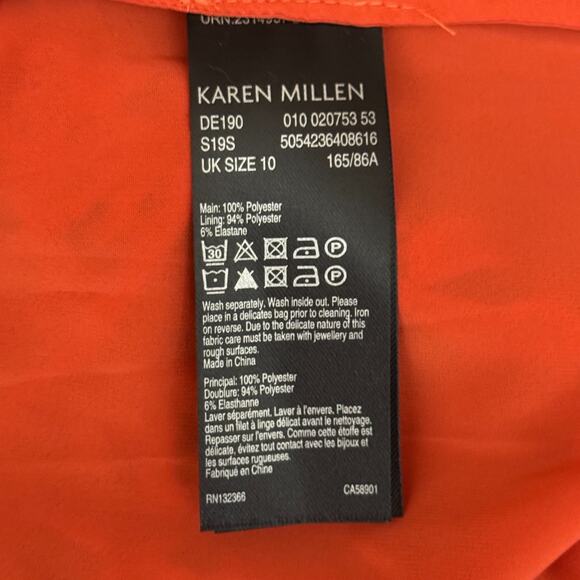 KAREN MILLEN
DE190 010 020753 53
S19S 5054236408616
UK SIZE 10 165/86A
Main: 100% Polyester
Lining: 94% Polyester
6% Elastane
30 P
P
Wash separately. Wash inside out. Please
place in a delicates bag prior to cleaning. Iron
on reverse. Due to the delicate nature of this
fabric care must be taken with jewellery and
rough surfaces.
Made in China
Principal: 100% Polyester
Doublure: 94% Polyester
6% Elasthanne
Laver séparément. Laver à l'envers. Placez
dans un filet à linge délicat avant le nettoyage.
Repasser sur l'envers. Comme cette étoffe est
délicate, évitez tout contact avec les bijoux et
les surfaces rugueuses.
Fabriqué en Chine
RN132366 CA58901